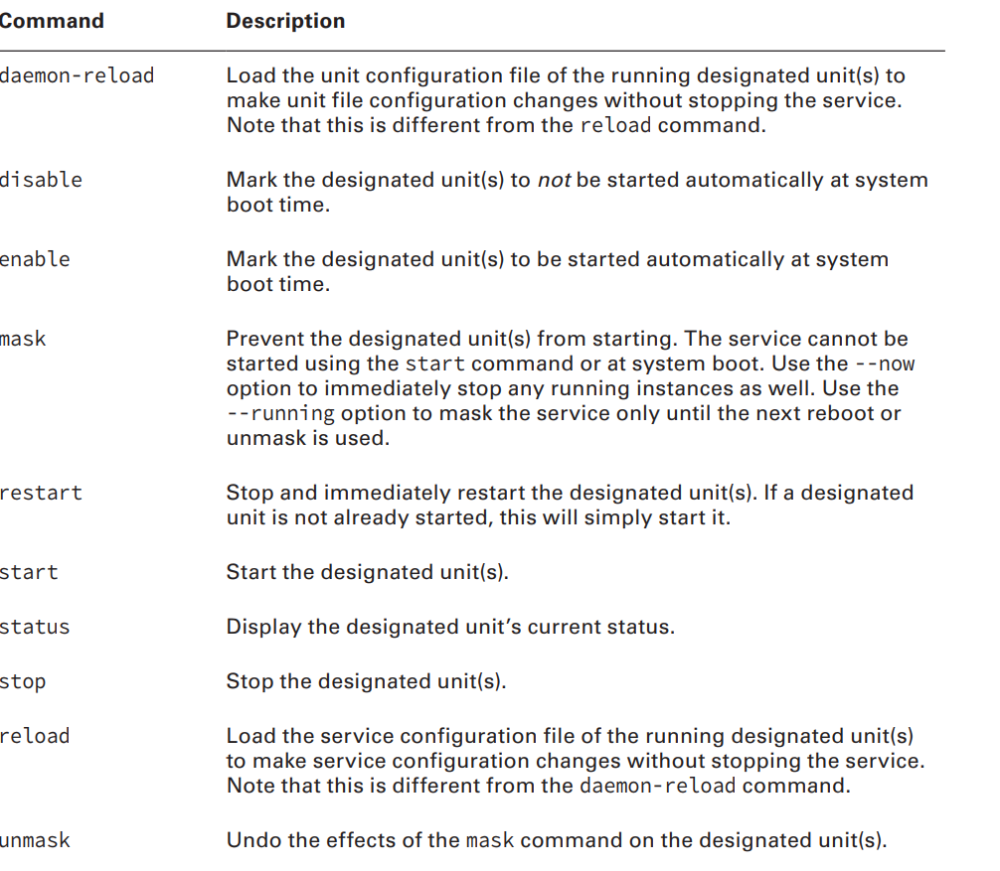 Command Description
daemon-reload Load the unit configuration file of the running designated unit(s) to
make unit file configuration changes without stopping the service.
Note that this is different from the reload command.
disable Mark the designated unit(s) to not be started automatically at system
boot time.
enable Mark the designated unit(s) to be started automatically at system
boot time.
mask Prevent the designated unit(s) from starting. The service cannot be
started using the start command or at system boot. Use the --now
option to immediately stop any running instances as well. Use the
--running option to mask the service only until the next reboot or
unmask is used.
restart Stop and immediately restart the designated unit(s). If a designated
unit is not already started, this will simply start it.
start Start the designated unit(s).
status Display the designated unit’s current status.
stop Stop the designated unit(s).
reload Load the service configuration file of the running designated unit(s)
to make service configuration changes without stopping the service.
Note that this is different from the daemon-reload command.
unmask Undo the effects of the mask command on the designated unit(s).